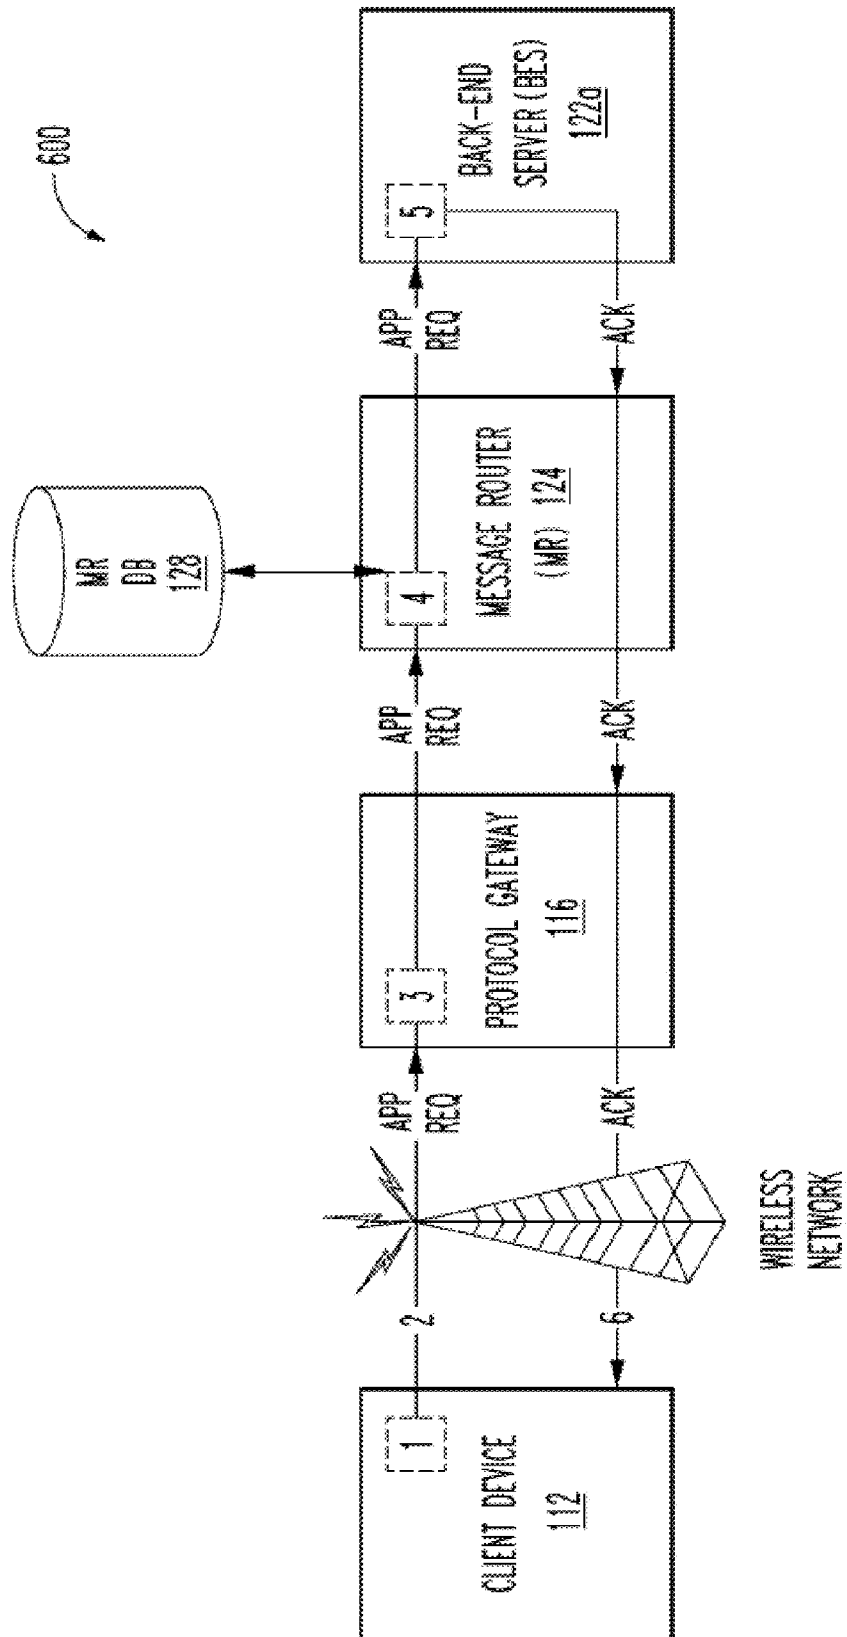 600
MR
DB
128
CLIENT DEVICE
112
1
2
APP
REQ
3
PROTOCOL GATEWAY
116
APP
REQ
4
MESSAGE ROUTER
(MR) 124
APP
REQ
5
BACK-END
SERVER(BES)
122a
ACK
ACK
ACK
6
WIRELESS
NETWORK